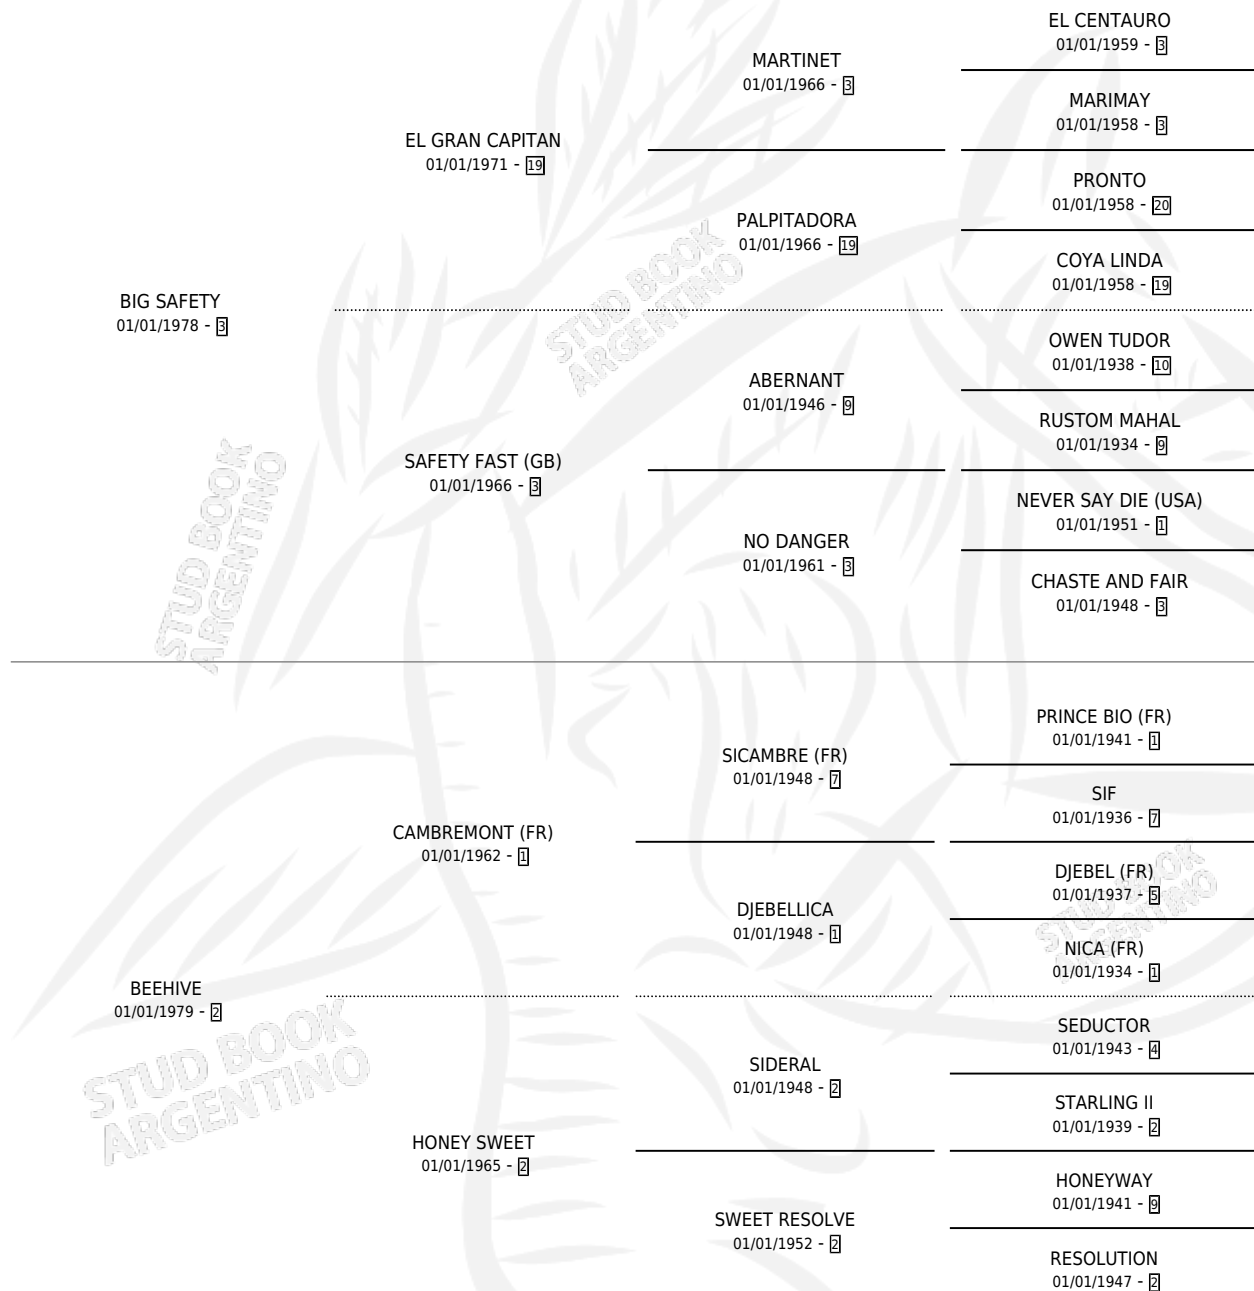 EL CENTAURO
01/01/1959 - 3
MARTINET
01/01/1966 - 3
MARIMAY
01/01/1958 - 3
EL GRAN CAPITAN
01/01/1971 - 19
PRONTO
01/01/1958 - 20
PALPITADORA
01/01/1966 - 19
COYA LINDA
01/01/1958 - 19
BIG SAFETY
01/01/1978 - 3
OWEN TUDOR
01/01/1938 - 10
ABERNANT
01/01/1946 - 9
RUSTOM MAHAL
01/01/1934 - 9
SAFETY FAST (GB)
01/01/1966 - 3
NEVER SAY DIE (USA)
01/01/1951 - 1
NO DANGER
01/01/1961 - 3
CHASTE AND FAIR
01/01/1948 - 3
STUD BOOK
ARGENTINO
STUD BOOK
ARGENTINO
PRINCE BIO (FR)
01/01/1941 - 1
SICAMBRE (FR)
01/01/1948 - 7
SIF
01/01/1936 - 7
CAMBREMONT (FR)
01/01/1962 - 1
DJEBEL (FR)
01/01/1937 - 5
DJEBELLICA
01/01/1948 - 1
NICA (FR)
01/01/1934 - 1
STUD BOOK
ARGENTINO
BEEHIVE
01/01/1979 - 2
SEDUCTOR
01/01/1943 - 4
SIDERAL
01/01/1948 - 2
STARLING II
01/01/1939 - 2
STUD BOOK
ARGENTINO
HONEY SWEET
01/01/1965 - 2
HONEYWAY
01/01/1941 - 9
SWEET RESOLVE
01/01/1952 - 2
RESOLUTION
01/01/1947 - 2